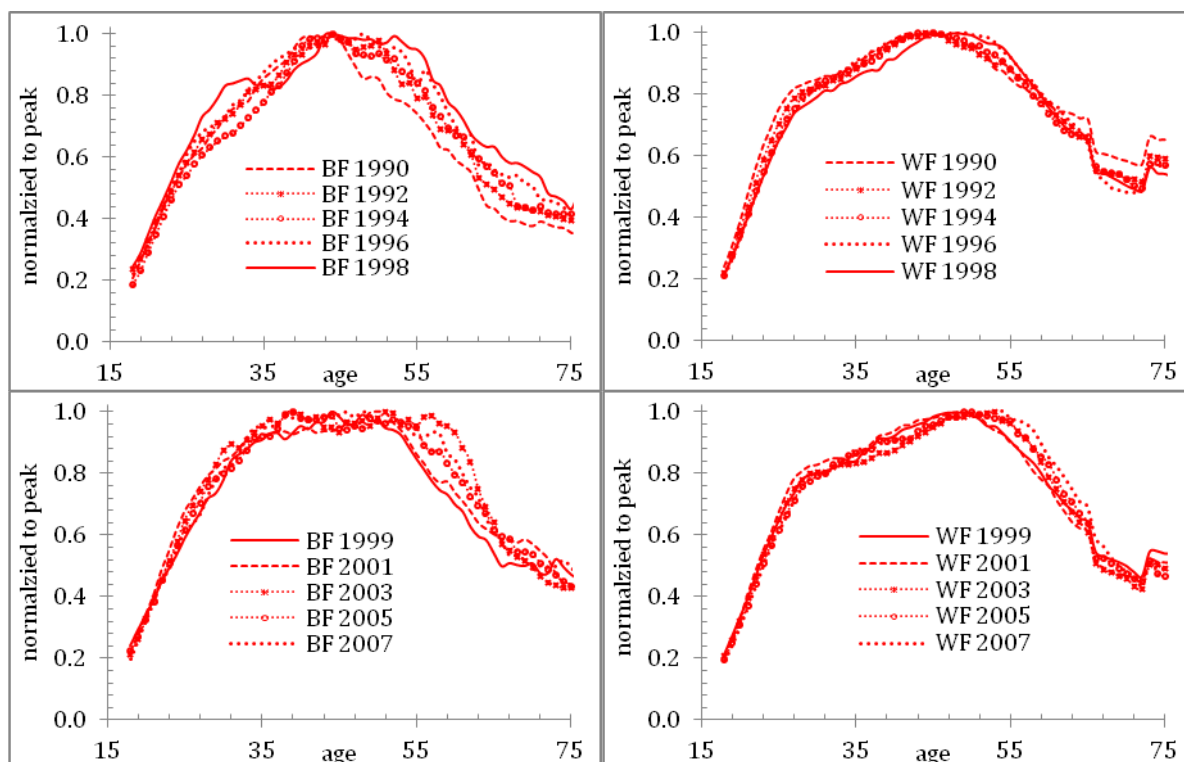 normalzied to peak
1.0
0.8
0.6
0.4
0.2
0.0
BF 1990
BF 1992
BF 1994
BF 1996
BF 1998
15 35 age 55 75
normalzied to peak
1.0
0.8
0.6
0.4
0.2
0.0
WF 1990
WF 1992
WF 1994
WF 1996
WF 1998
15 35 age 55 75
normalzied to peak
1.0
0.8
0.6
0.4
0.2
0.0
BF 1999
BF 2001
BF 2003
BF 2005
BF 2007
15 35 age 55 75
normalzied to peak
1.0
0.8
0.6
0.4
0.2
0.0
WF 1999
WF 2001
WF 2003
WF 2005
WF 2007
15 35 age 55 75